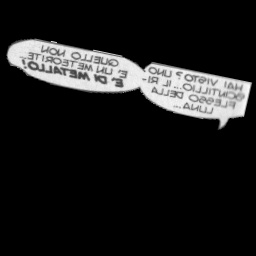 HAI VISTO? UNO
SCINTILLIO... IL RI-
FLESSO DELLA
LUNA...
QUELLO NON
E' UN METEORITE...
E' DI METALLO!